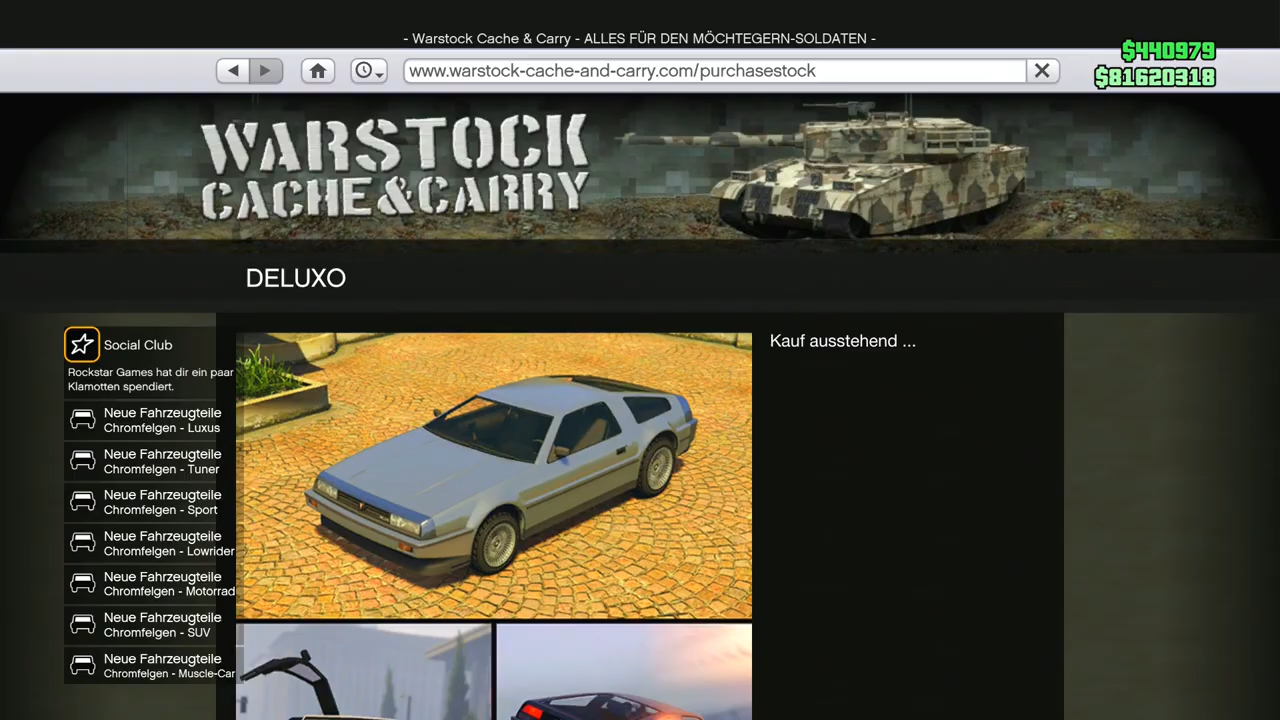 - Warstock Cache & Carry - ALLES FÜR DEN MÖCHTEGERN-SOLDATEN -
$440979
www.warstock-cache-and-carry.com/purchasestock
$81620318
WARSTOCK
CACHE & CARRY
DELUXO
Social Club
Rockstar Games hat dir ein paar
Klamotten spendiert.
Neue Fahrzeugteile
Chromfelgen - Luxus
Neue Fahrzeugteile
Chromfelgen - Tuner
Neue Fahrzeugteile
Chromfelgen - Sport
Neue Fahrzeugteile
Chromfelgen - Lowrider
Neue Fahrzeugteile
Chromfelgen - Motorrad
Neue Fahrzeugteile
Chromfelgen - SUV
Neue Fahrzeugteile
Chromfelgen - Muscle-Car
Kauf ausstehend ...